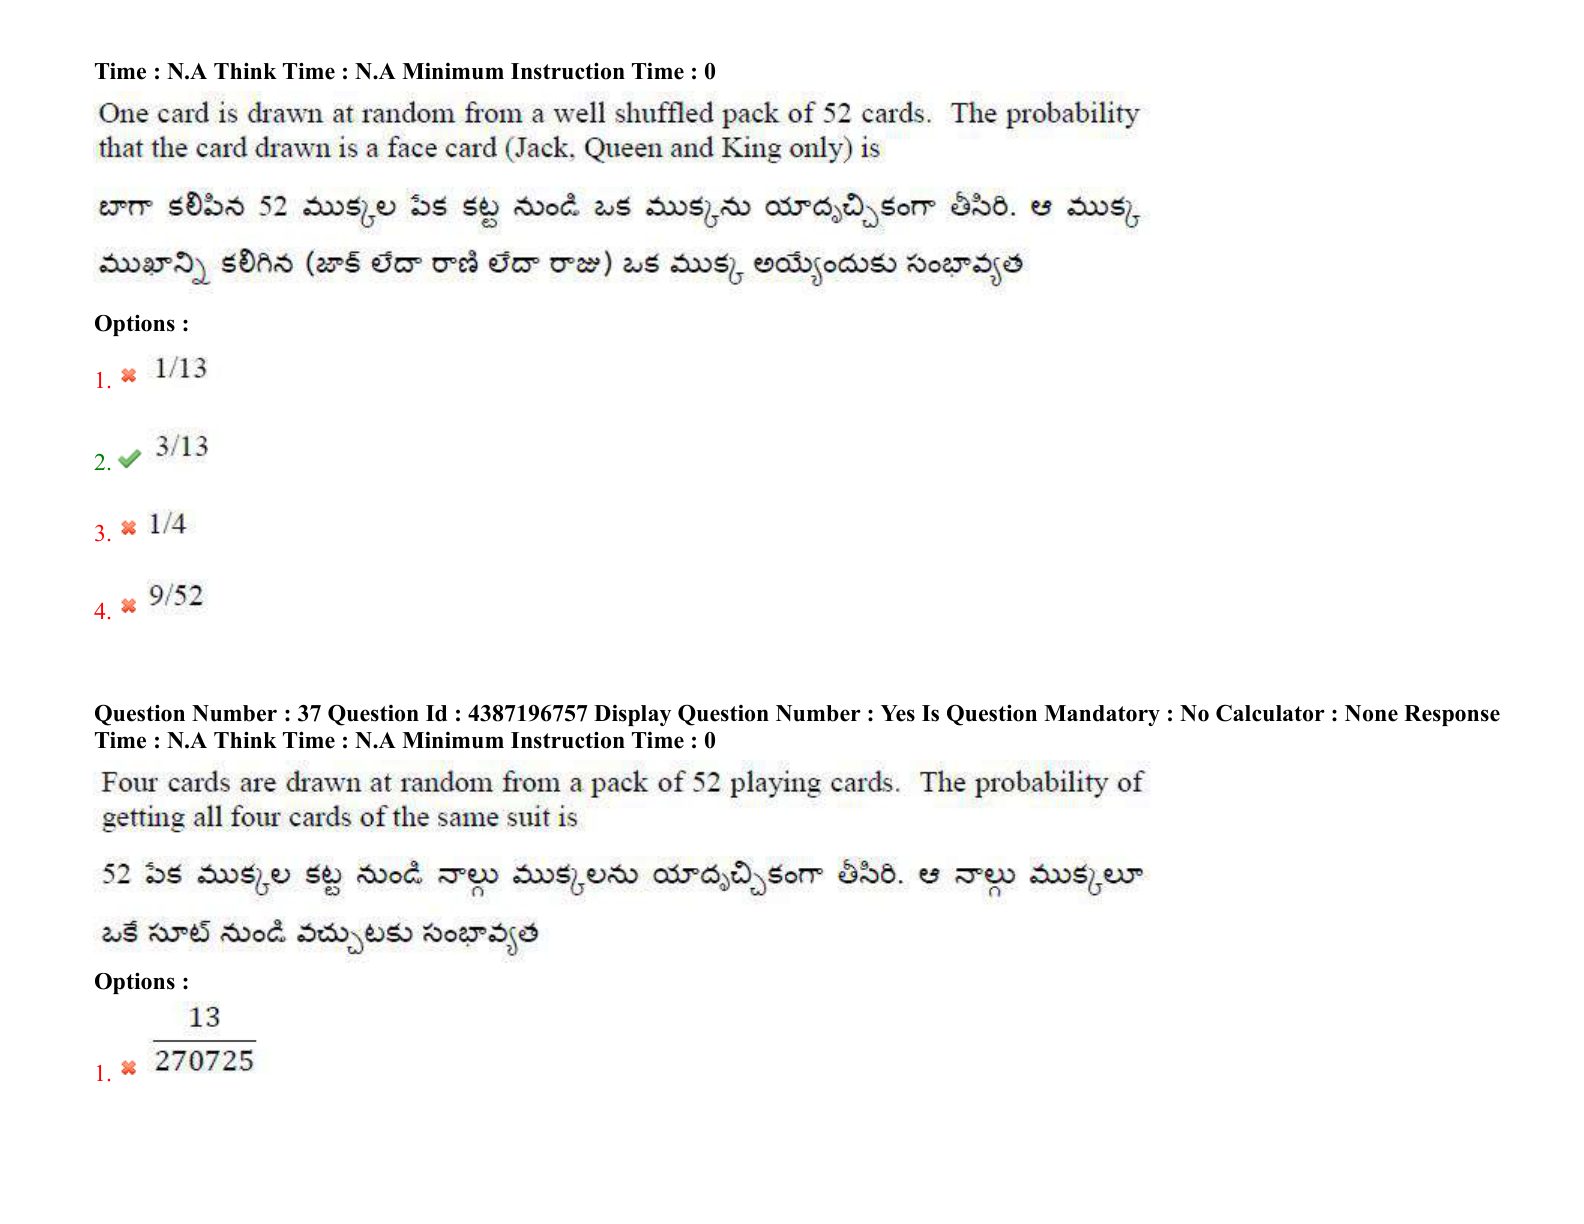 Time : N.A Think Time : N.A Minimum Instruction Time : 0
One card is drawn at random from a well shuffled pack of 52 cards. The probability
that the card drawn is a face card (Jack, Queen and King only) is
బాగా కలిపిన 52 ముక్కల పేక కట్ట నుండి ఒక ముక్కను యాదృచ్ఛికంగా తీసిరి. ఆ ముక్క
ముఖాన్ని కలిగిన (జాక్ లేదా రాణి లేదా రాజు) ఒక ముక్క అయ్యేందుకు సంభావ్యత
Options :
1. 1/13
2. 3/13
3. 1/4
4. 9/52
Question Number : 37 Question Id : 4387196757 Display Question Number : Yes Is Question Mandatory : No Calculator : None Response
Time : N.A Think Time : N.A Minimum Instruction Time : 0
Four cards are drawn at random from a pack of 52 playing cards. The probability of
getting all four cards of the same suit is
52 పేక ముక్కల కట్ట నుండి నాల్గు ముక్కలను యాదృచ్చికంగా తీసిరి. ఆ నాల్గు ముక్కలూ
ఒకే సూట్ నుండి వచ్చుటకు సంభావ్యత
Options :
13
270725
1.